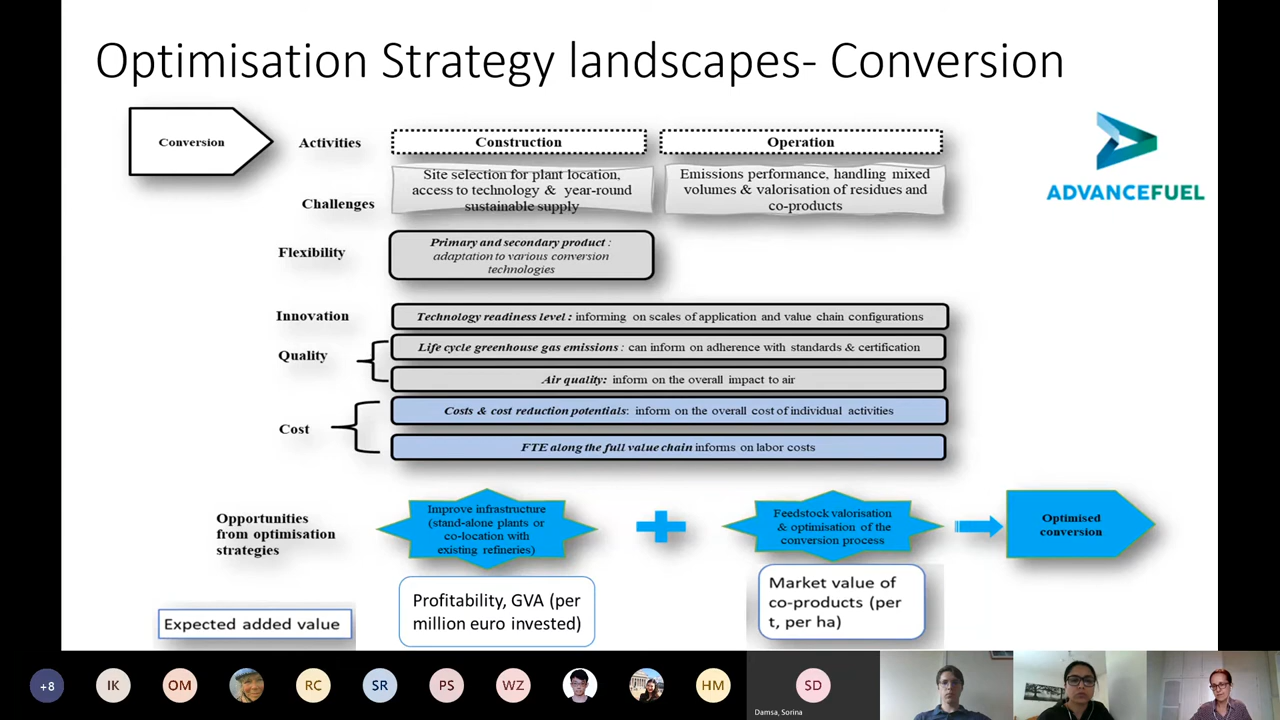 Optimisation Strategy landscapes- Conversion
Conversion
Activities
Construction
Operation
ADVANCEFUEL
Challenges
Site selection for plant location,
access to technology & year-round
sustainable supply
Emissions performance, handling mixed
volumes & valorisation of residues and
co-products
Flexibility
Primary and secondary product :
adaptation to various conversion
technologies
Innovation
Technology readiness level : informing on scales of application and value chain configurations
Quality
Life cycle greenhouse gas emissions : can inform on adherence with standards & certification
Air quality: inform on the overall impact to air
Cost
Costs & cost reduction potentials: inform on the overall cost of individual activities
FTE along the full value chain informs on labor costs
Opportunities
from optimisation
strategies
Improve infrastructure
(stand-alone plants or
co-location with
existing refineries)
Feedstock valorisation
& optimisation of the
conversion process
Optimised
conversion
Expected added value
Profitability, GVA (per
million euro invested)
Market value of
co-products (per
t, per ha)
+8
IK
OM
RC
SR
PS
WZ
HM
SD
Damsa, Sorina